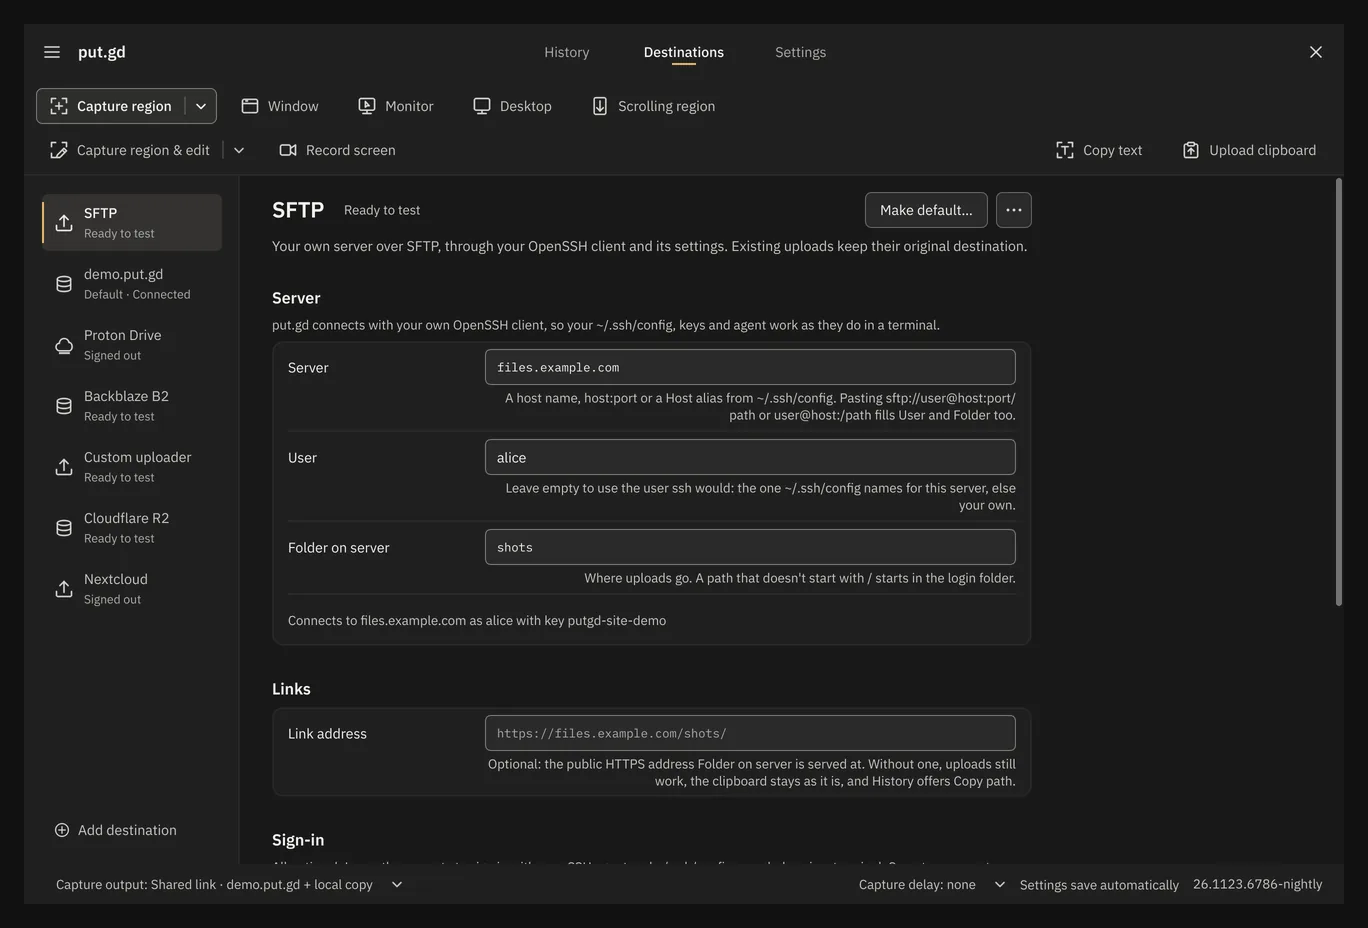 put.gd
History
Destinations
Settings
Capture region
Window
Monitor
Desktop
Scrolling region
Capture region & edit
Record screen
Copy text
Upload clipboard
SFTP
Ready to test
demo.put.gd
Default · Connected
Proton Drive
Signed out
Backblaze B2
Ready to test
Custom uploader
Ready to test
Cloudflare R2
Ready to test
Nextcloud
Signed out
Add destination
SFTP
Ready to test
Make default...
Your own server over SFTP, through your OpenSSH client and its settings. Existing uploads keep their original destination.
Server
put.gd connects with your own OpenSSH client, so your ~/.ssh/config, keys and agent work as they do in a terminal.
Server
files.example.com
A host name, host:port or a Host alias from ~/.ssh/config. Pasting sftp://user@host:port/
path or user@host:/path fills User and Folder too.
User
alice
Leave empty to use the user ssh would: the one ~/.ssh/config names for this server, else
your own.
Folder on server
shots
Where uploads go. A path that doesn't start with / starts in the login folder.
Connects to files.example.com as alice with key putgd-site-demo
Links
Link address
https://files.example.com/shots/
Optional: the public HTTPS address Folder on server is served at. Without one, uploads still
work, the clipboard stays as it is, and History offers Copy path.
Sign-in
Capture output: Shared link · demo.put.gd + local copy
Capture delay: none
Settings save automatically
26.1123.6786-nightly